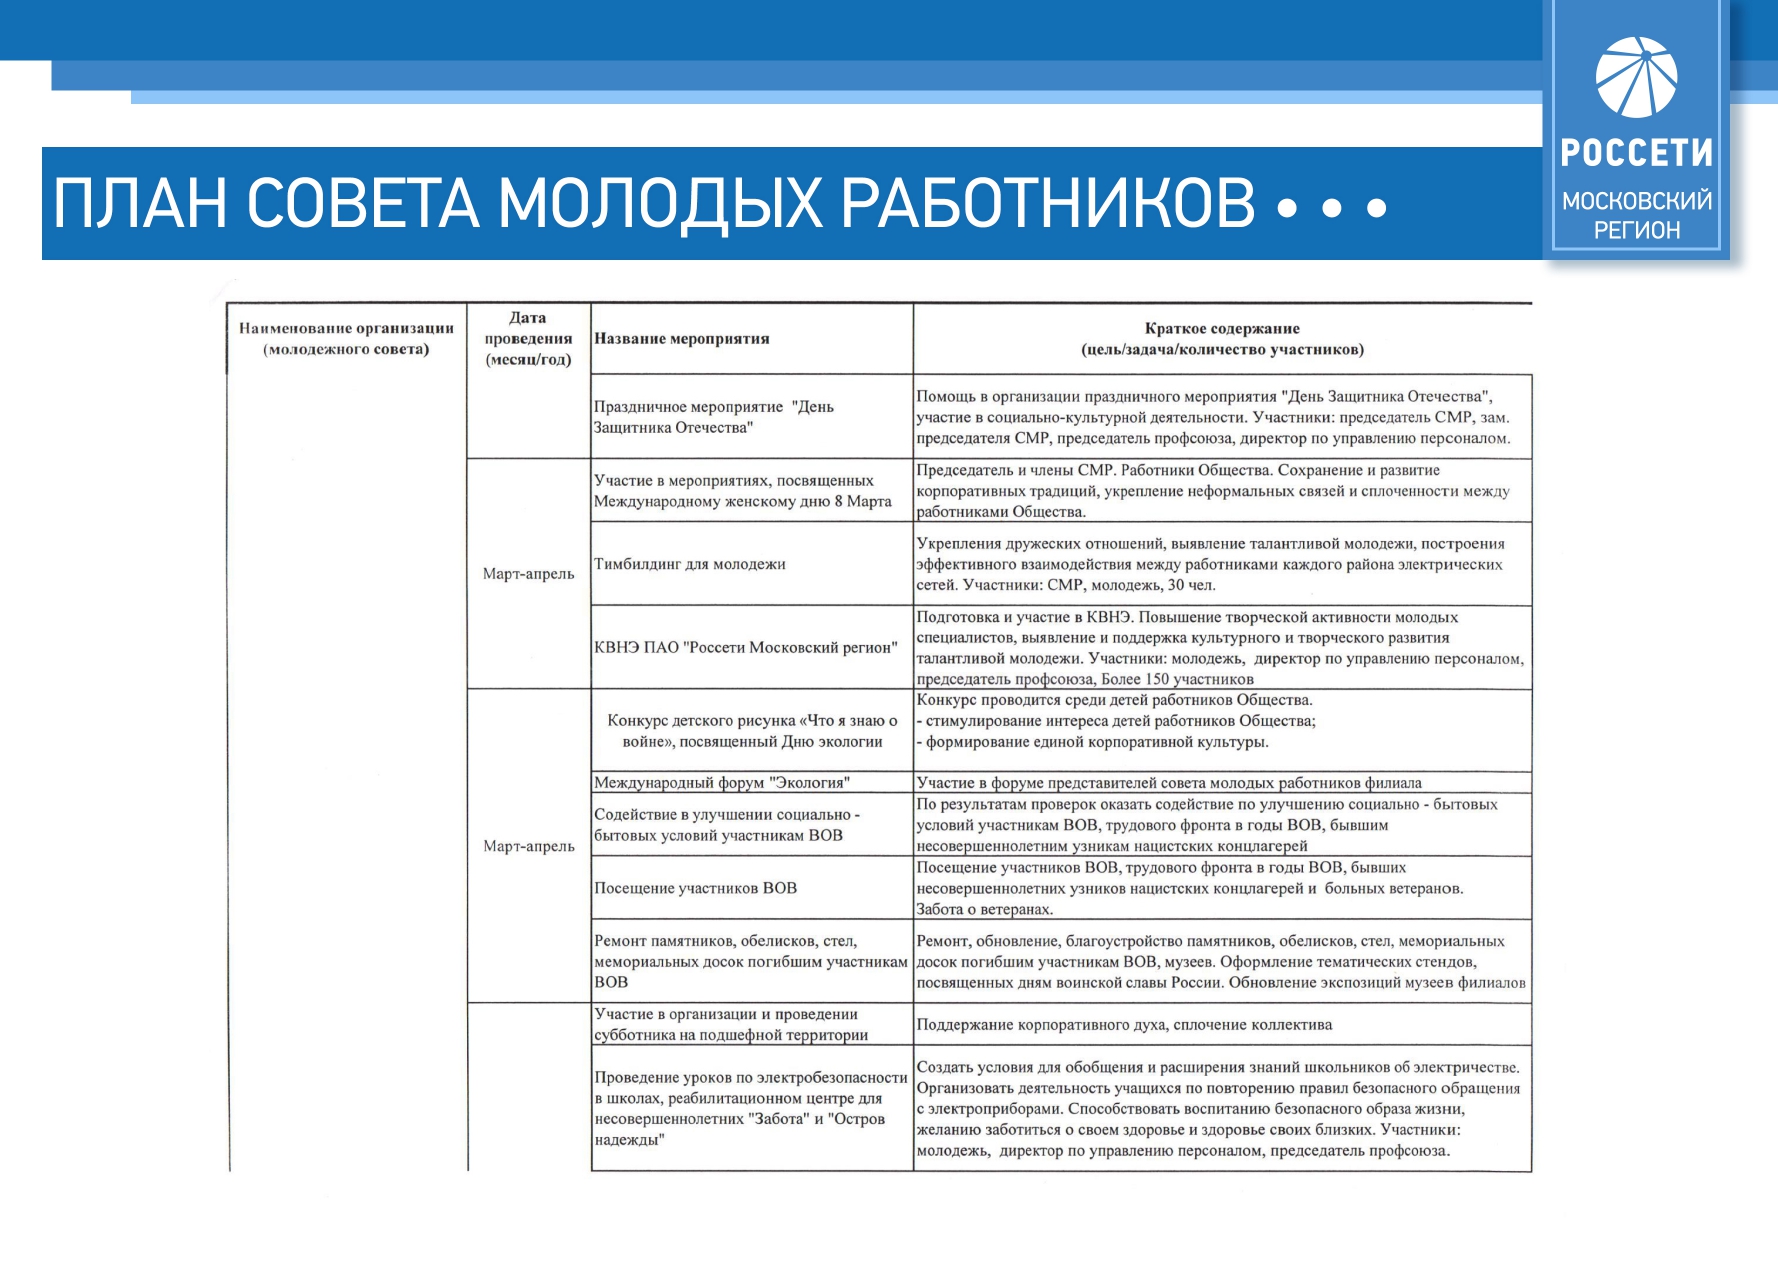 РОССЕТИ
МОСКОВСКИЙ
РЕГИОН
ПЛАН СОВЕТА МОЛОДЫХ РАБОТНИКОВ • • •
Наименование организации
(молодежного совета)
Дата
проведения
(месяц/год)
Название мероприятия
Краткое содержание
(цель/задача/количество участников)
Праздничное мероприятие "День
Защитника Отечества"
Помощь в организации праздничного мероприятия "День Защитника Отечества",
участие в социально-культурной деятельности. Участники: председатель СМР, зам.
председателя СМР, председатель профсоюза, директор по управлению персоналом.
Март-апрель
Участие в мероприятиях, посвященных
Международному женскому дню 8 Марта
Председатель и члены СМР. Работники Общества. Сохранение и развитие
корпоративных традиций, укрепление неформальных связей и сплоченности между
работниками Общества.
Тимбилдинг для молодежи
Укрепления дружеских отношений, выявление талантливой молодежи, построения
эффективного взаимодействия между работниками каждого района электрических
сетей. Участники: СМР, молодежь, 30 чел.
КВНЭ ПАО "Россети Московский регион"
Подготовка и участие в КВНЭ. Повышение творческой активности молодых
специалистов, выявление и поддержка культурного и творческого развития
талантливой молодежи. Участники: молодежь, директор по управлению персоналом,
председатель профсоюза, Более 150 участников
Март-апрель
Конкурс детского рисунка «Что я знаю о
войне», посвященный Дню экологии
Конкурс проводится среди детей работников Общества.
- стимулирование интереса детей работников Общества;
- формирование единой корпоративной культуры.
Международный форум "Экология"
Участие в форуме представителей совета молодых работников филиала
Содействие в улучшении социально -
бытовых условий участникам ВОВ
По результатам проверок оказать содействие по улучшению социально - бытовых
условий участникам ВОВ, трудового фронта в годы ВОВ, бывшим
несовершеннолетним узникам нацистских концлагерей
Посещение участников ВОВ
Посещение участников ВОВ, трудового фронта в годы ВОВ, бывших
несовершеннолетних узников нацистских концлагерей и больных ветеранов.
Забота о ветеранах.
Ремонт памятников, обелисков, стел,
мемориальных досок погибшим участникам
ВОВ
Ремонт, обновление, благоустройство памятников, обелисков, стел, мемориальных
досок погибшим участникам ВОВ, музеев. Оформление тематических стендов,
посвященных дням воинской славы России. Обновление экспозиций музеев филиалов
Участие в организации и проведении
субботника на подшефной территории
Поддержание корпоративного духа, сплочение коллектива
Проведение уроков по электробезопасности
в школах, реабилитационном центре для
несовершеннолетних "Забота" и "Остров
надежды"
Создать условия для обобщения и расширения знаний школьников об электричестве.
Организовать деятельность учащихся по повторению правил безопасного обращения
с электроприборами. Способствовать воспитанию безопасного образа жизни,
желанию заботиться о своем здоровье и здоровье своих близких. Участники:
молодежь, директор по управлению персоналом, председатель профсоюза.